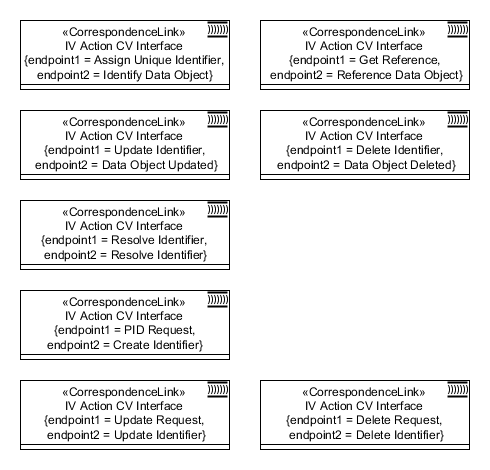 «CorrespondenceLink»
IV Action CV Interface
{endpoint1 = Assign Unique Identifier,
endpoint2 = Identify Data Object}
«CorrespondenceLink»
IV Action CV Interface
{endpoint1 = Get Reference,
endpoint2 = Reference Data Object}
«CorrespondenceLink»
IV Action CV Interface
{endpoint1 = Update Identifier,
endpoint2 = Data Object Updated}
«CorrespondenceLink»
IV Action CV Interface
{endpoint1 = Delete Identifier,
endpoint2 = Data Object Deleted}
«CorrespondenceLink»
IV Action CV Interface
{endpoint1 = Resolve Identifier,
endpoint2 = Resolve Identifier}
«CorrespondenceLink»
IV Action CV Interface
{endpoint1 = PID Request,
endpoint2 = Create Identifier}
«CorrespondenceLink»
IV Action CV Interface
{endpoint1 = Update Request,
endpoint2 = Update Identifier}
«CorrespondenceLink»
IV Action CV Interface
{endpoint1 = Delete Request,
endpoint2 = Delete Identifier}